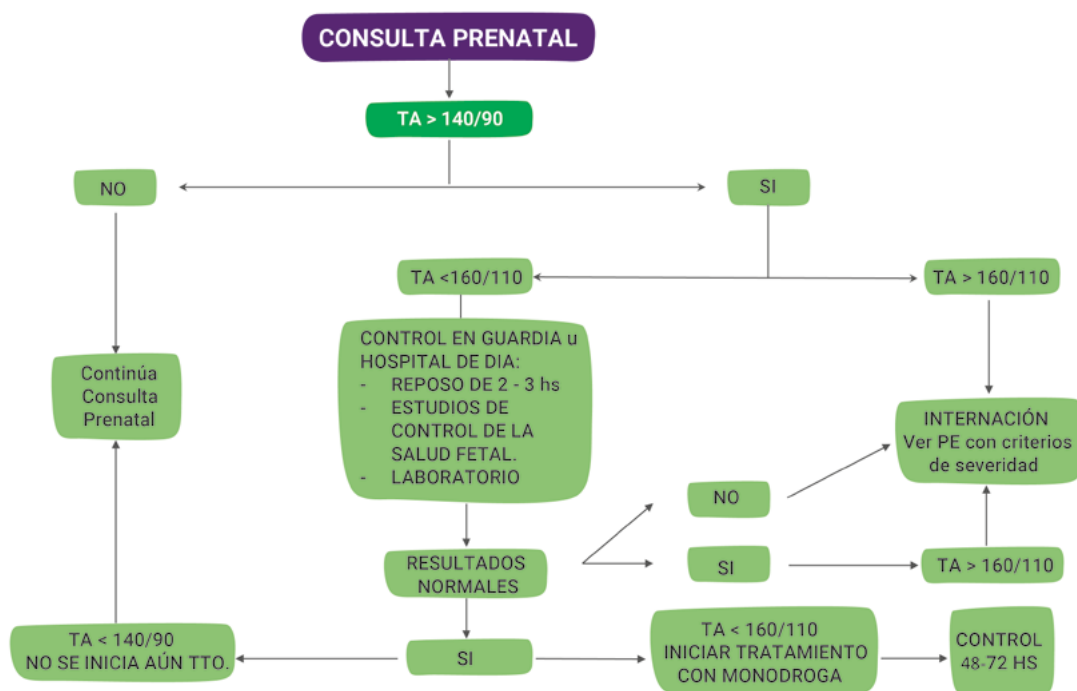 CONSULTA PRENATAL
TA > 140/90
NO
SI
TA <160/110
TA > 160/110
CONTROL EN GUARDIA u
HOSPITAL DE DIA:
- REPOSO DE 2 - 3 hs
- ESTUDIOS DE
CONTROL DE LA
SALUD FETAL.
- LABORATORIO
Continúa
Consulta
Prenatal
INTERNACIÓN
Ver PE con criterios
de severidad
NO
RESULTADOS
NORMALES
SI
TA > 160/110
TA < 140/90
NO SE INICIA AÚN TTO.
SI
TA < 160/110
INICIAR TRATAMIENTO
CON MONODROGA
CONTROL
48-72 HS